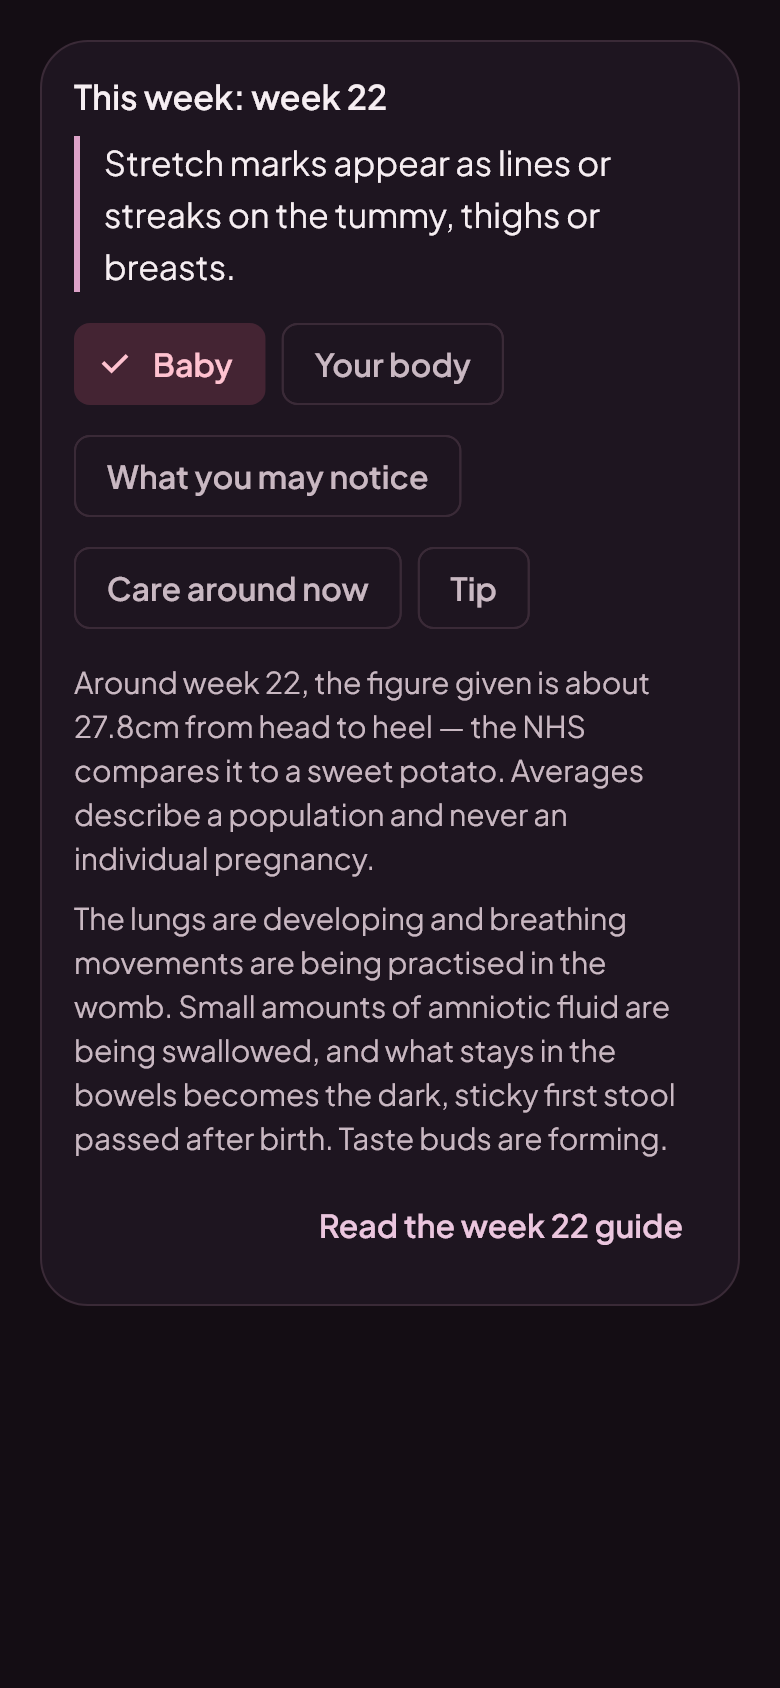 This week: week 22
Stretch marks appear as lines or
streaks on the tummy, thighs or
breasts.
Baby
Your body
What you may notice
Care around now
Tip
Around week 22, the figure given is about
27.8cm from head to heel — the NHS
compares it to a sweet potato. Averages
describe a population and never an
individual pregnancy.
The lungs are developing and breathing
movements are being practised in the
womb. Small amounts of amniotic fluid are
being swallowed, and what stays in the
bowels becomes the dark, sticky first stool
passed after birth. Taste buds are forming.
Read the week 22 guide